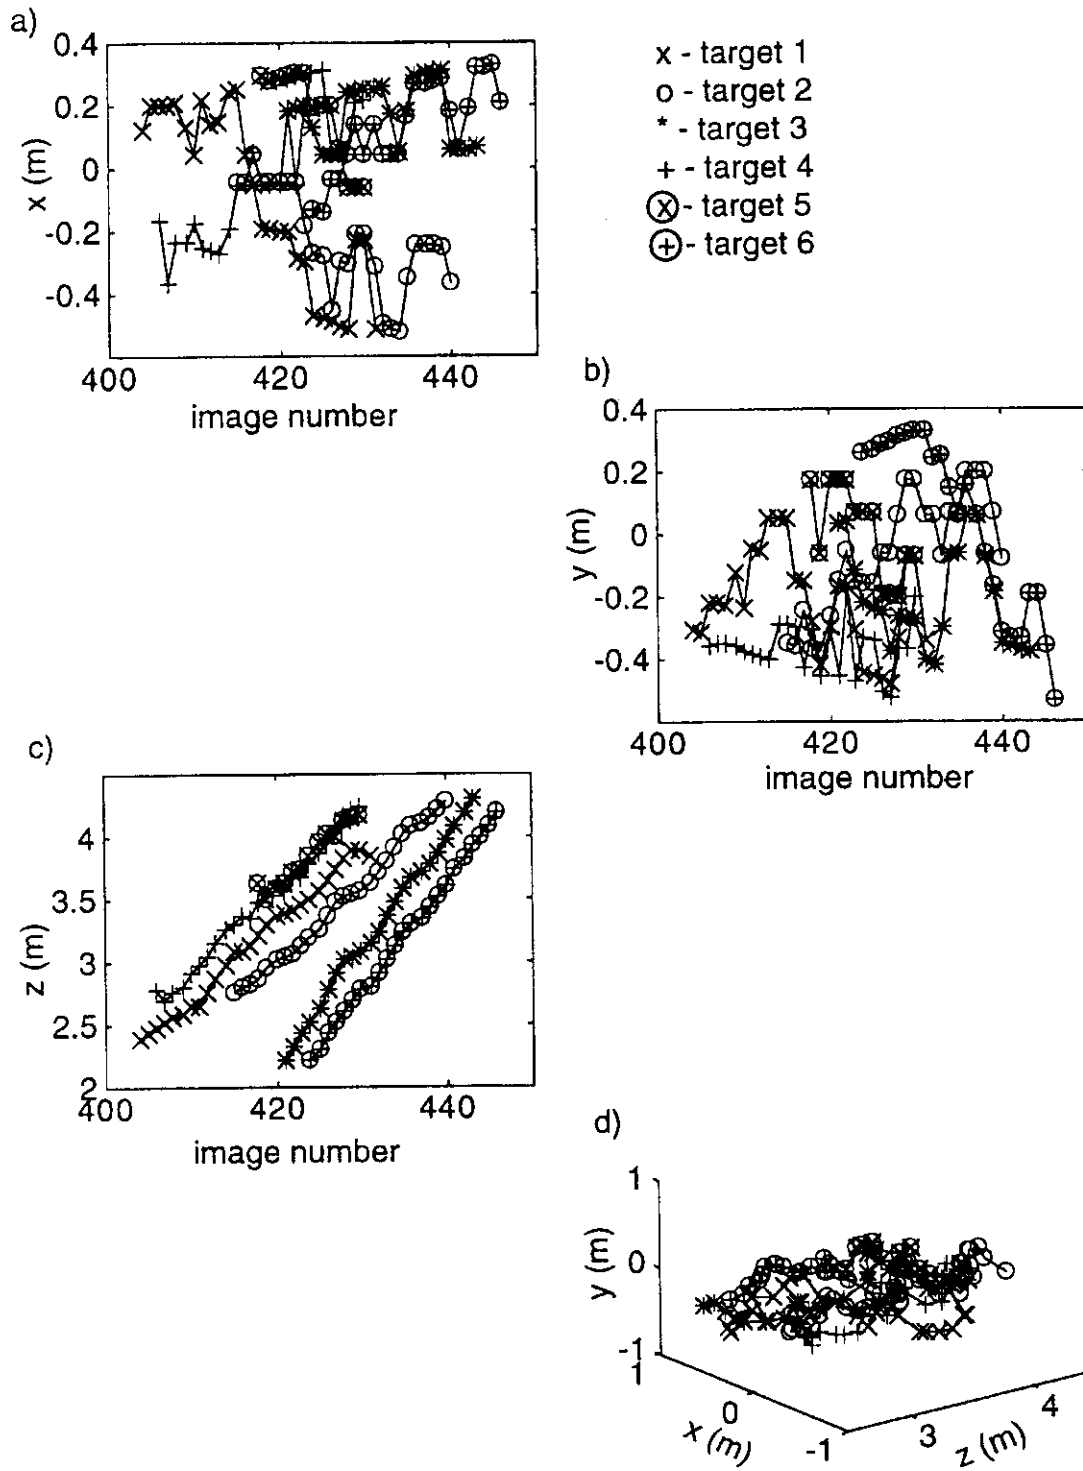 a)
0.4
0.2
0
-0.2
-0.4
x (m)
400
420
440
image number
x - target 1
o - target 2
* - target 3
+ - target 4
ⓧ - target 5
⊕ - target 6
b)
0.4
0.2
0
-0.2
-0.4
y (m)
400
420
440
image number
c)
4
3.5
3
2.5
2
z (m)
400
420
440
image number
d)
1
0
-1
y (m)
1
0
-1
x (m)
3
4
z (m)